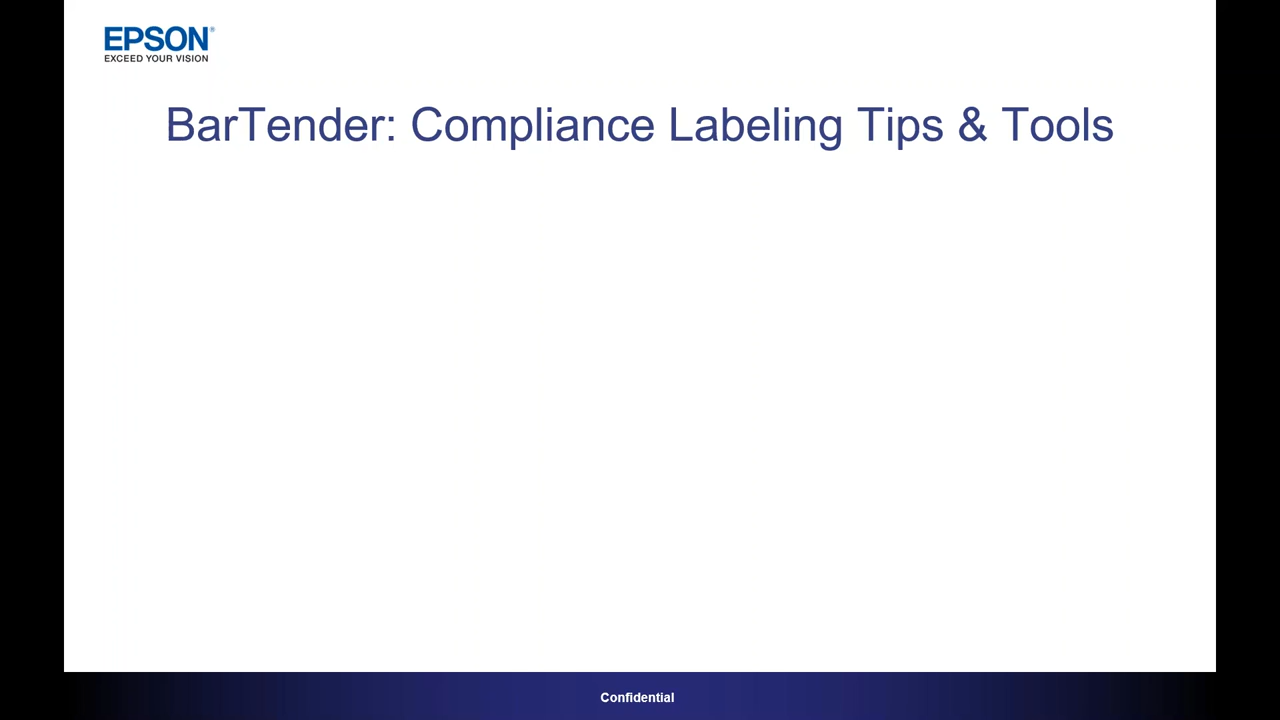 EPSON®
EXCEED YOUR VISION
BarTender: Compliance Labeling Tips & Tools
Confidential